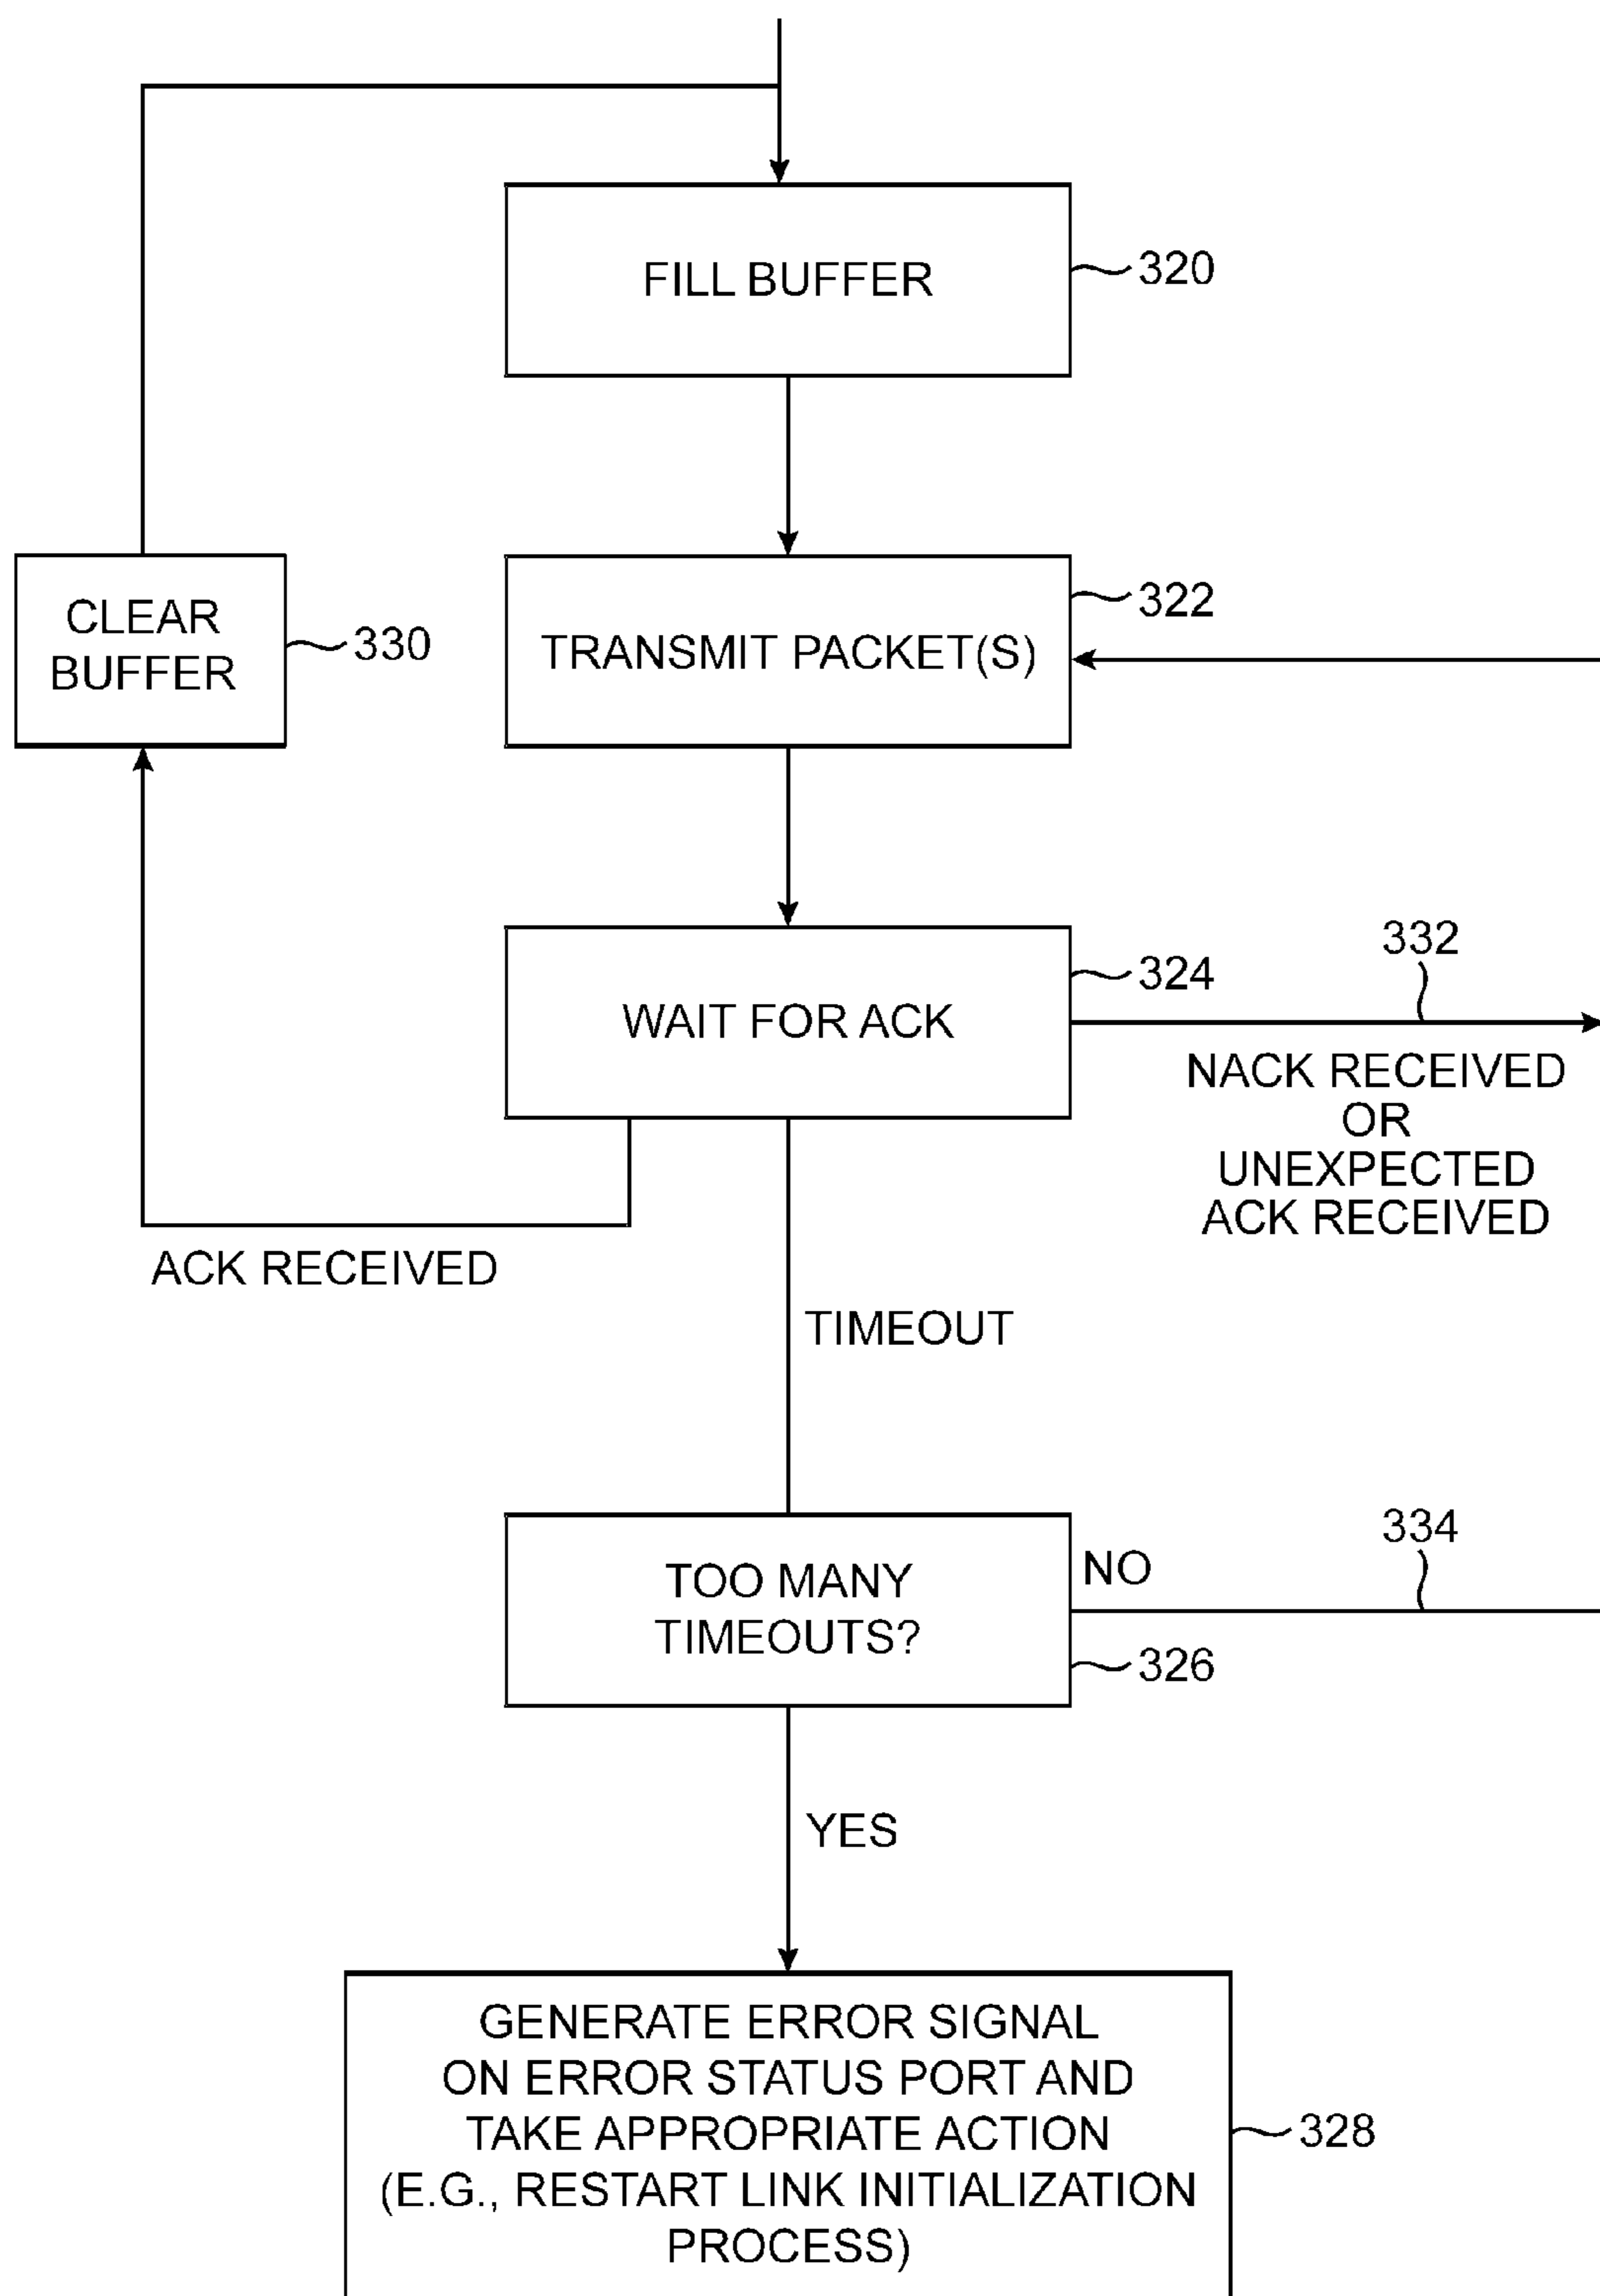 FILL BUFFER
320
CLEAR
BUFFER
330
TRANSMIT PACKET(S)
322
WAIT FOR ACK
324
332
NACK RECEIVED
OR
UNEXPECTED
ACK RECEIVED
ACK RECEIVED
TIMEOUT
TOO MANY
TIMEOUTS?
NO
334
326
YES
GENERATE ERROR SIGNAL
ON ERROR STATUS PORT AND
TAKE APPROPRIATE ACTION
(E.G., RESTART LINK INITIALIZATION
PROCESS)
328